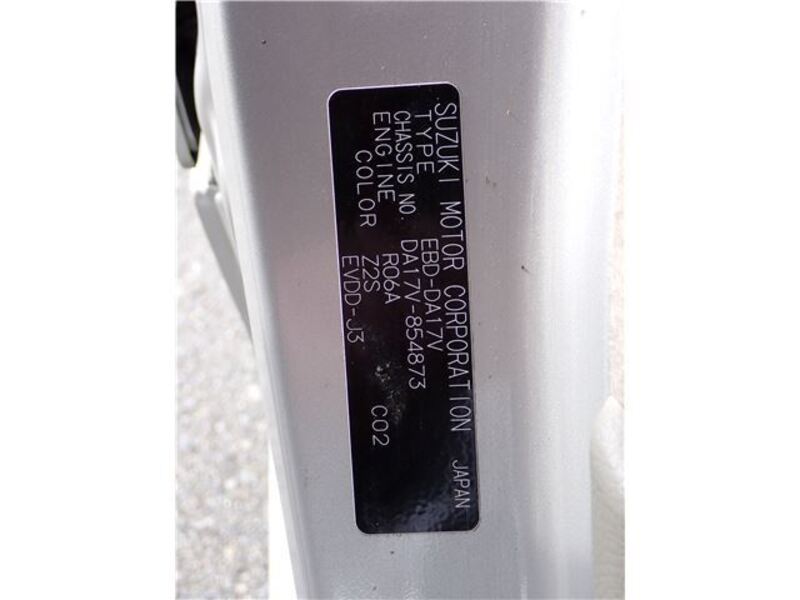 SUZUKI MOTOR CORPORATION JAPAN
TYPE EBD-DA17V
CHASSIS NO. DA17V-854873
ENGINE R06A
COLOR Z2S C02
EVDD-J3